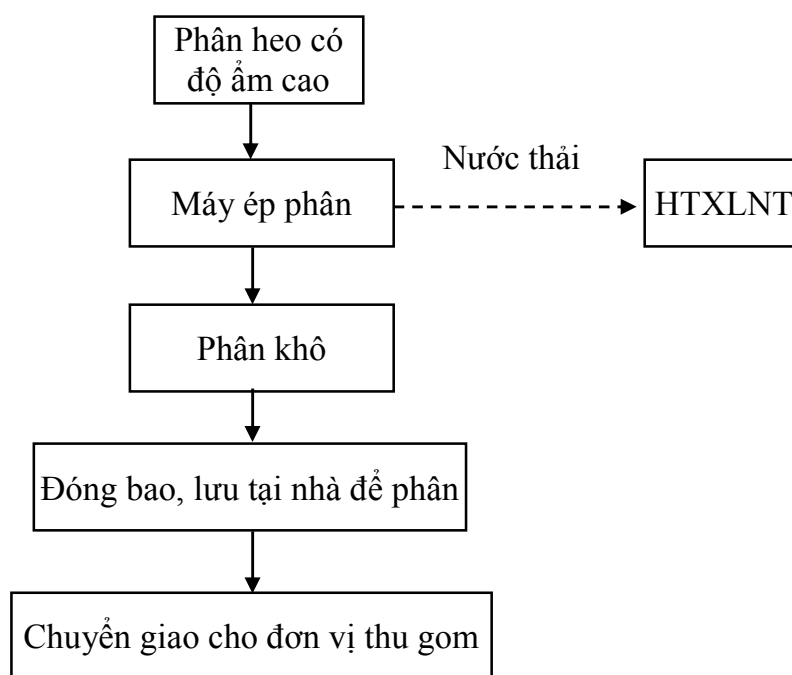 Phân heo có
độ ẩm cao
Nước thải
Máy ép phân
HTXLNT
Phân khô
Đóng bao, lưu tại nhà để phân
Chuyển giao cho đơn vị thu gom